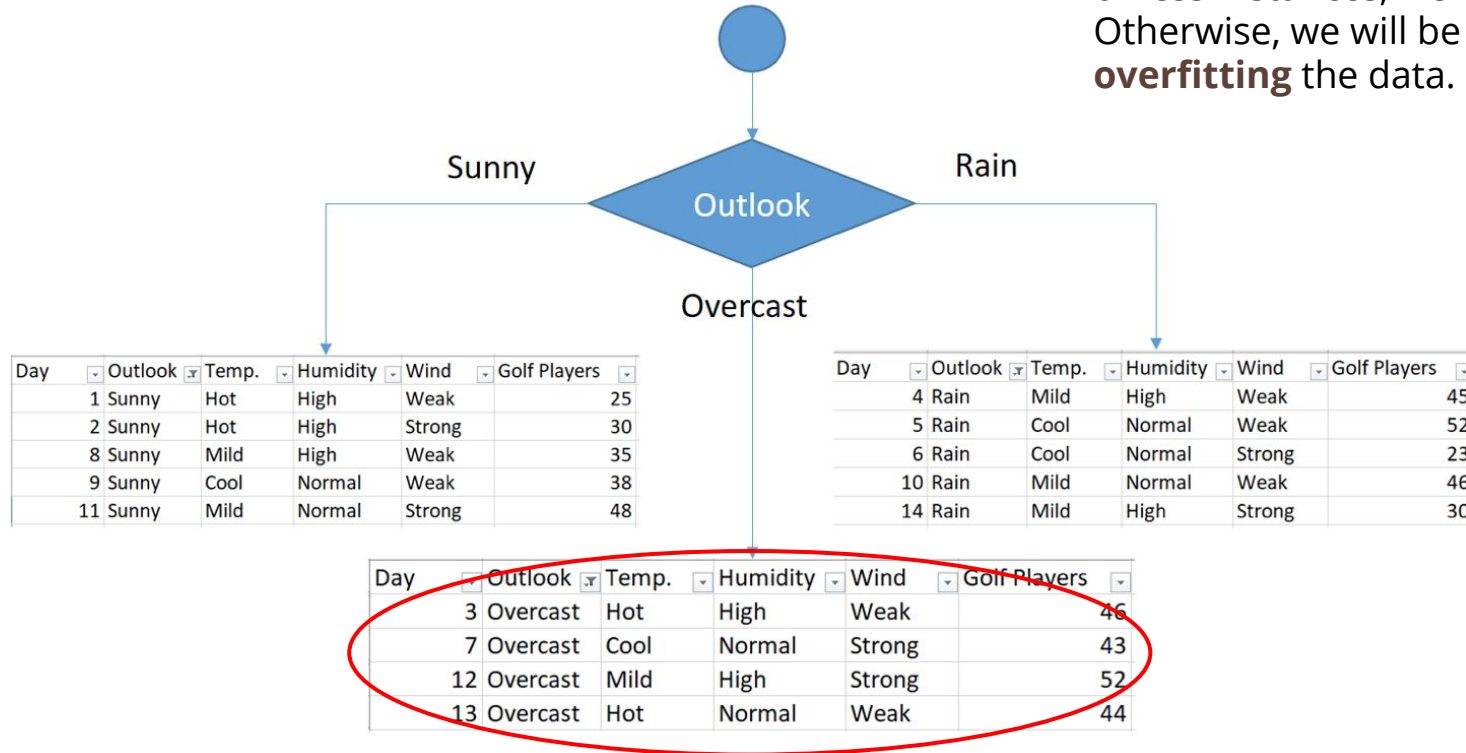 Otherwise, we will be
overfitting the data.
Sunny
Rain
Outlook
Overcast
Day Outlook Temp. Humidity Wind Golf Players
1 Sunny Hot High Weak 25
2 Sunny Hot High Strong 30
8 Sunny Mild High Weak 35
9 Sunny Cool Normal Weak 38
11 Sunny Mild Normal Strong 48
Day Outlook Temp. Humidity Wind Golf Players
4 Rain Mild High Weak 45
5 Rain Cool Normal Weak 52
6 Rain Cool Normal Strong 23
10 Rain Mild Normal Weak 46
14 Rain Mild High Strong 30
Day Outlook Temp. Humidity Wind Golf Players
3 Overcast Hot High Weak 46
7 Overcast Cool Normal Strong 43
12 Overcast Mild High Strong 52
13 Overcast Hot Normal Weak 44